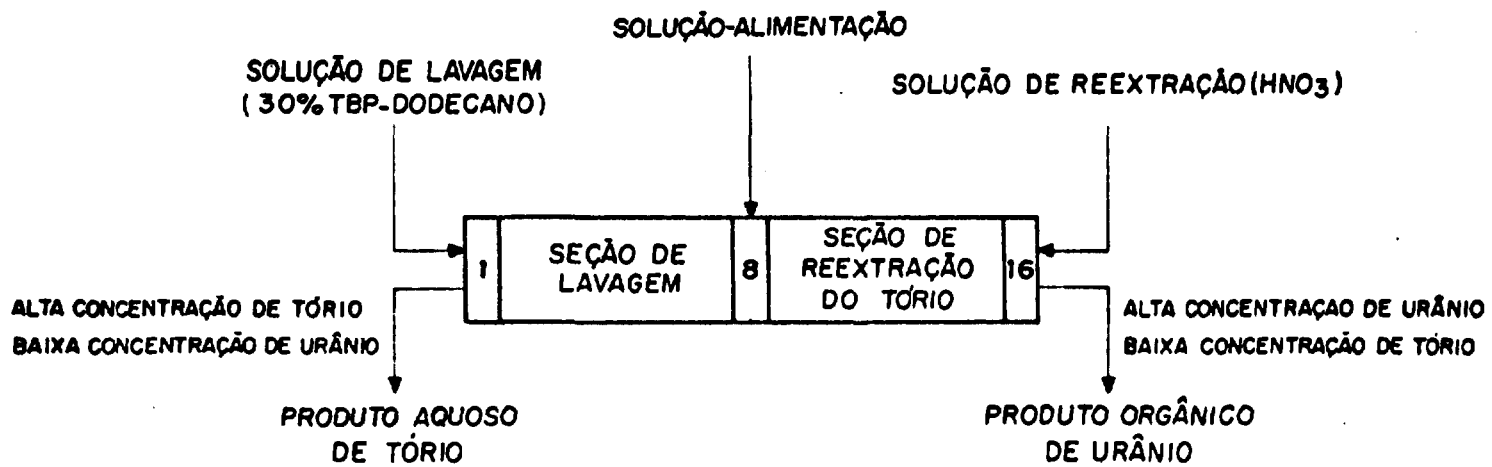 SOLUÇÃO-ALIMENTAÇÃO
SOLUÇÃO DE LAVAGEM
(30% TBP-DODECANO)
SOLUÇÃO DE REEXTRAÇÃO(HNO3)
1
SEÇÃO DE
LAVAGEM
8
SEÇÃO DE
REEXTRAÇÃO
DO TÓRIO
16
ALTA CONCENTRAÇÃO DE TÓRIO
BAIXA CONCENTRAÇÃO DE URÂNIO
ALTA CONCENTRAÇAO DE URÂNIO
BAIXA CONCENTRAÇÃO DE TÓRIO
PRODUTO AQUOSO
DE TÓRIO
PRODUTO ORGÂNICO
DE URÂNIO